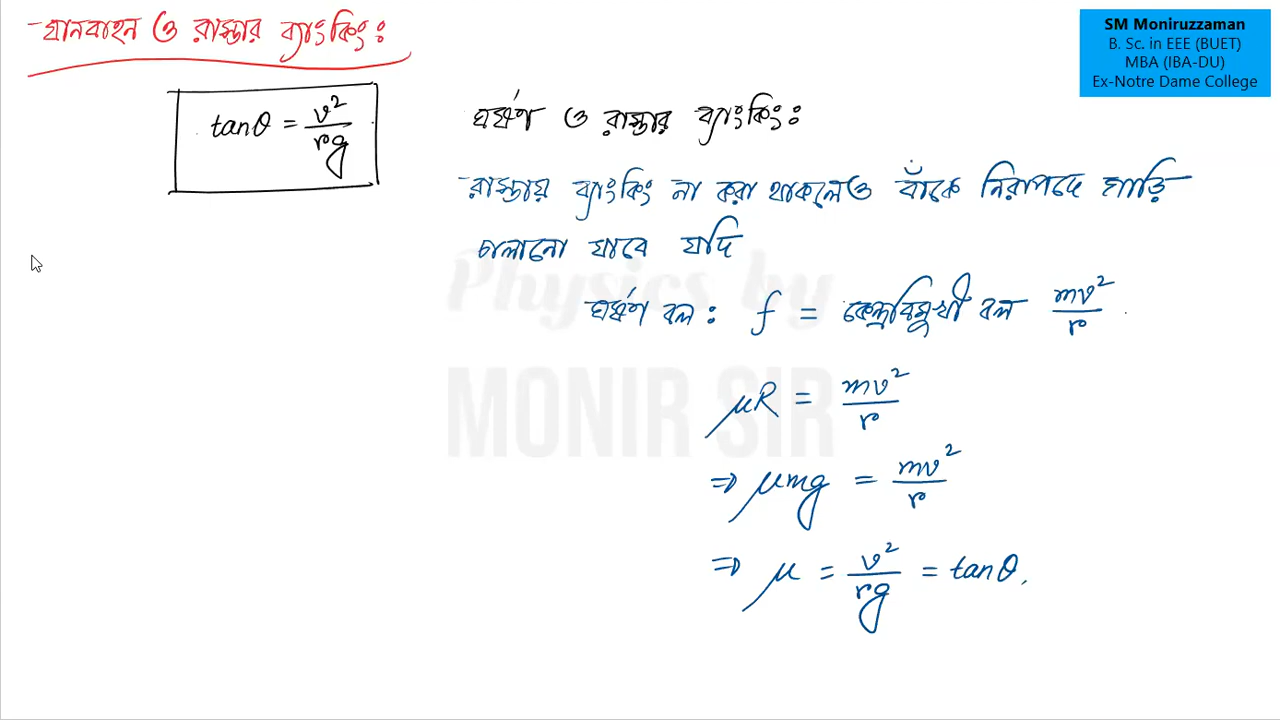 যানবাহন ও রাস্তার ব্যাংকিং:
tanθ = v²/rg
SM Moniruzzaman
B. Sc. in EEE (BUET)
MBA (IBA-DU)
Ex-Notre Dame College
ঘর্ষণ ও রাস্তার ব্যাংকিং:
রাস্তায় ব্যাংকিং না করা থাকলেও বাঁকে নিরাপদে গাড়ি
চালানো যাবে যদি
ঘর্ষণ বল: f = কেন্দ্রবিমুখী বল mv²/r
μR = mv²/r
⇒ μmg = mv²/r
⇒ μ = v²/rg = tanθ.
Physics by
MONIR SIR